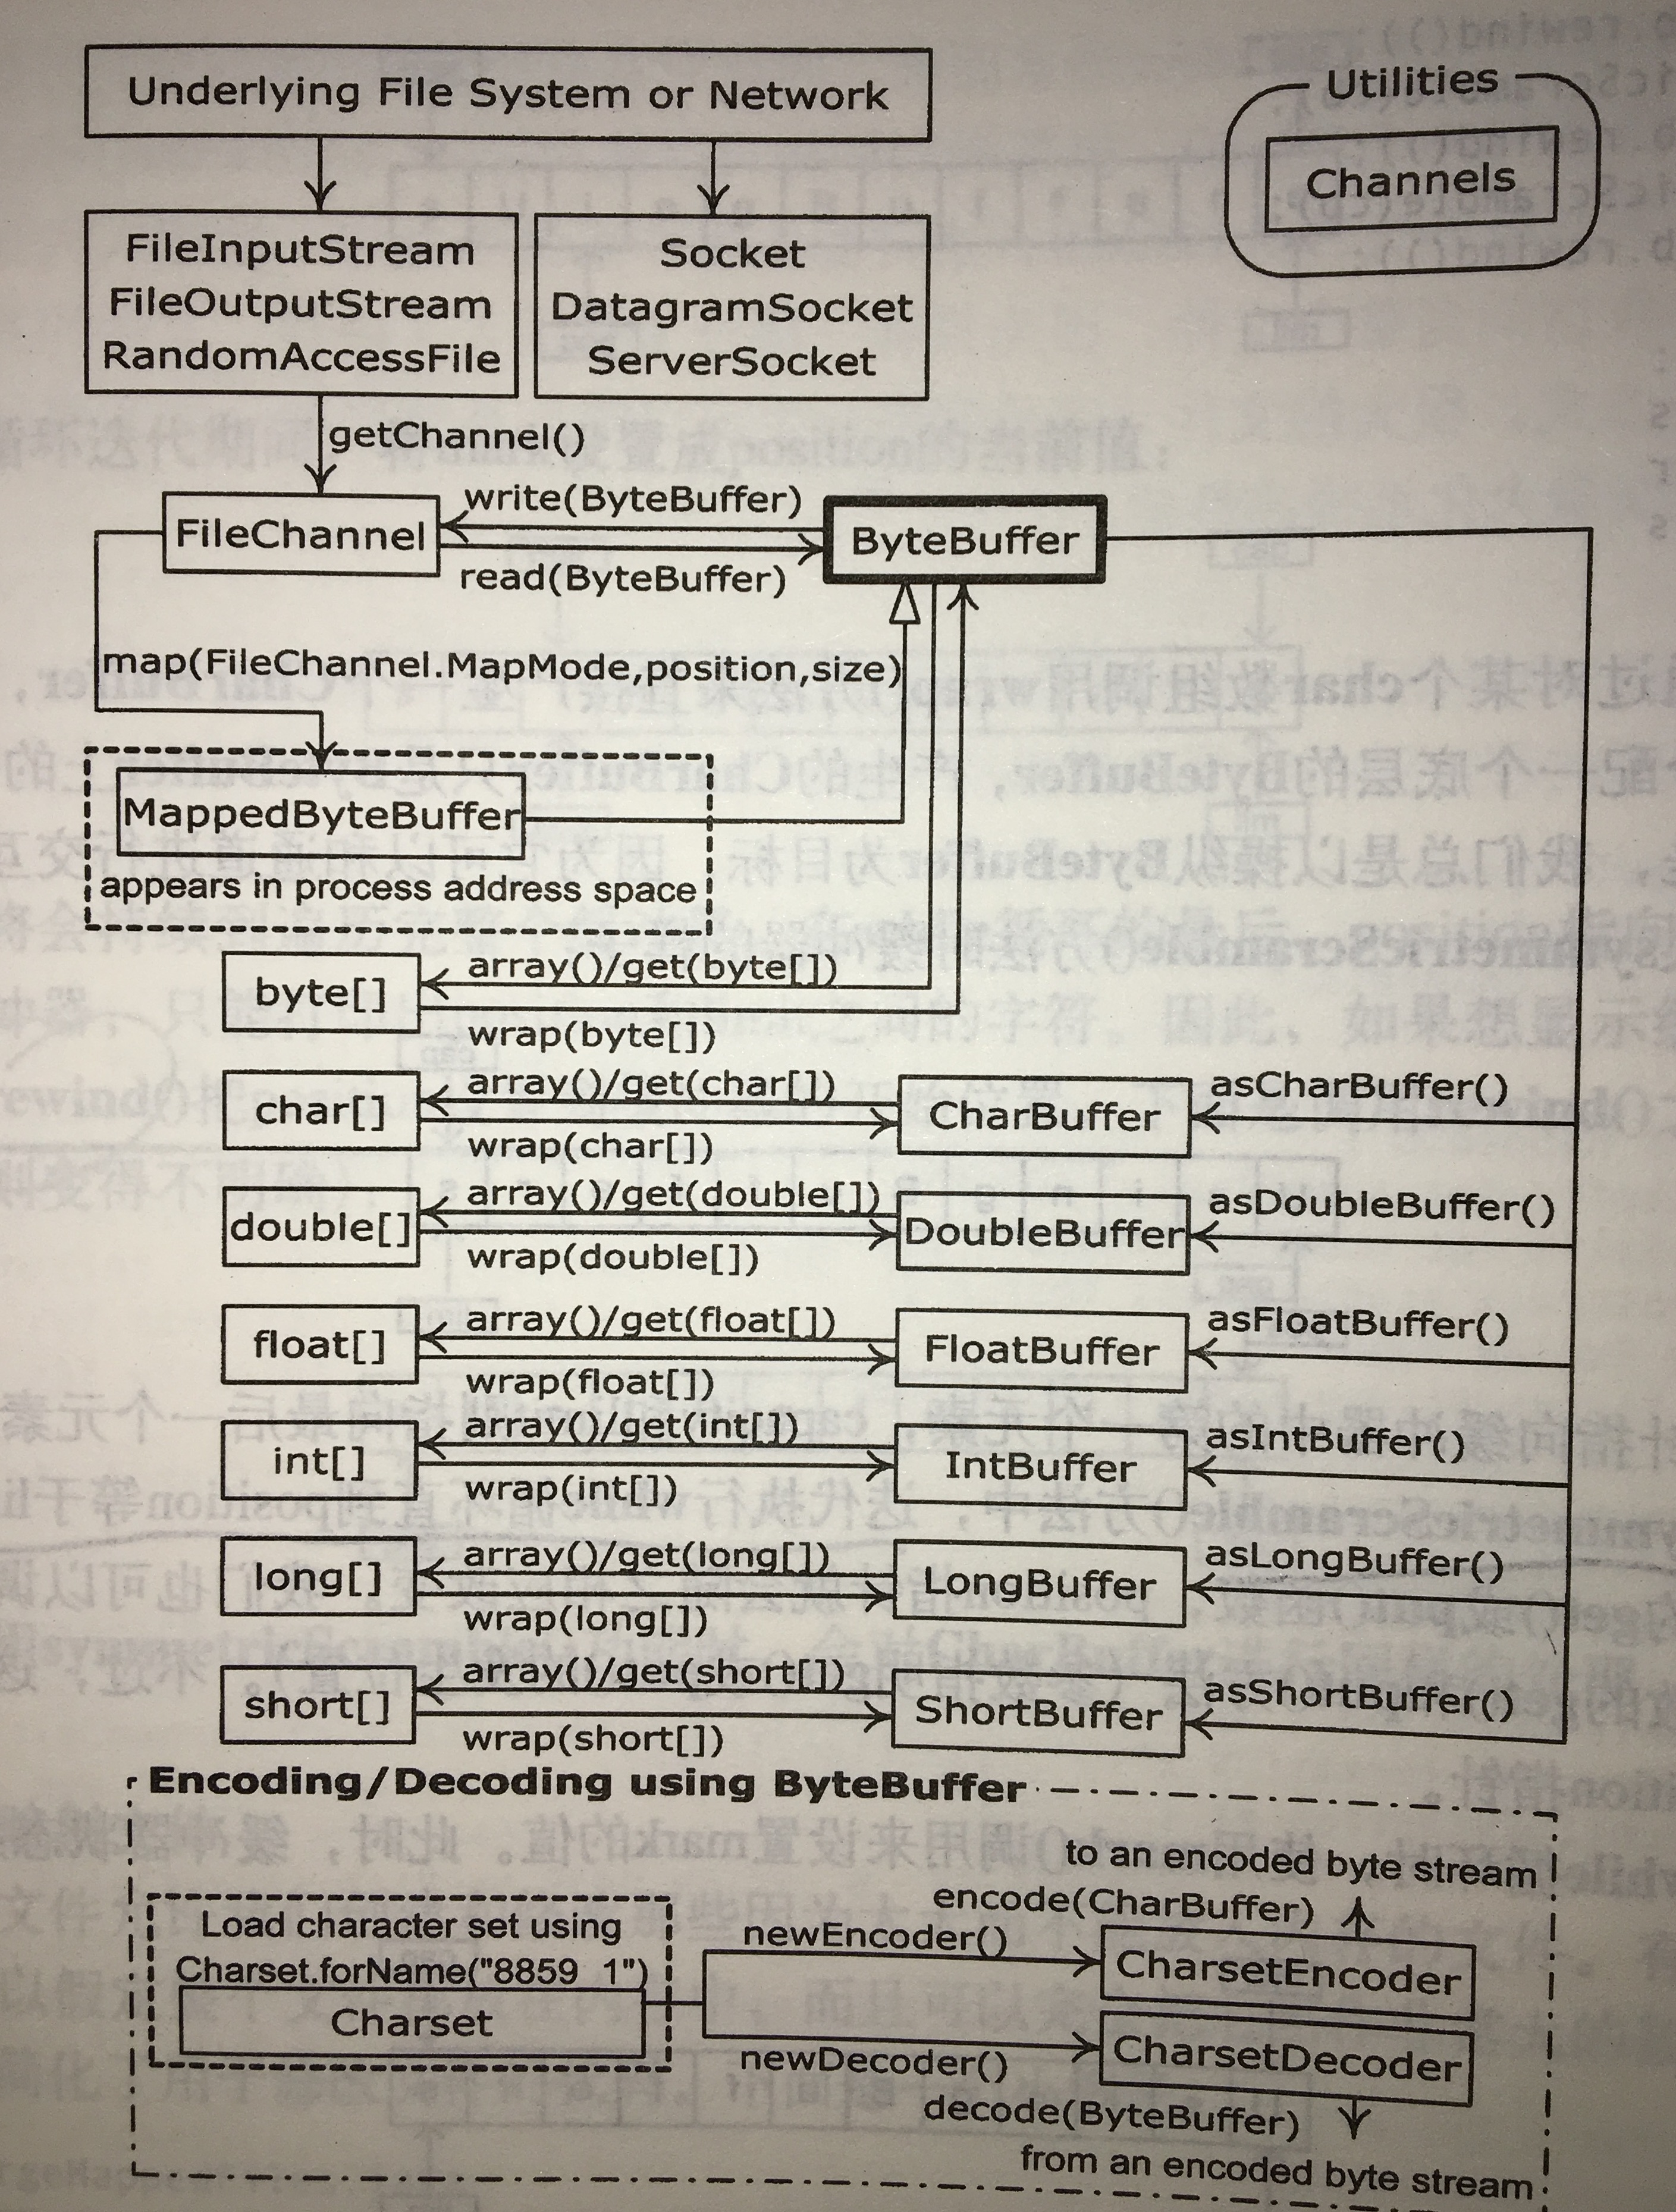 Underlying File System or Network
Utilities
Channels
FileInputStream
FileOutputStream
RandomAccessFile
Socket
DatagramSocket
ServerSocket
getChannel()
FileChannel
write(ByteBuffer)
read(ByteBuffer)
ByteBuffer
map(FileChannel.MapMode,position,size)
MappedByteBuffer
appears in process address space
byte[]
array()/get(byte[])
wrap(byte[])
char[]
array()/get(char[])
wrap(char[])
CharBuffer
asCharBuffer()
double[]
array()/get(double[])
wrap(double[])
DoubleBuffer
asDoubleBuffer()
float[]
array()/get(float[])
wrap(float[])
FloatBuffer
asFloatBuffer()
int[]
array()/get(int[])
wrap(int[])
IntBuffer
asIntBuffer()
long[]
array()/get(long[])
wrap(long[])
LongBuffer
asLongBuffer()
short[]
array()/get(short[])
wrap(short[])
ShortBuffer
asShortBuffer()
Encoding/Decoding using ByteBuffer
to an encoded byte stream
encode(CharBuffer)
Load character set using
Charset.forName("8859_1")
Charset
newEncoder()
CharsetEncoder
newDecoder()
CharsetDecoder
decode(ByteBuffer)
from an encoded byte stream